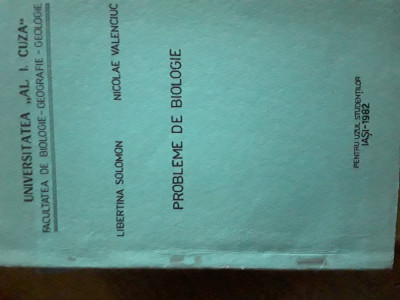 UNIVERSITATEA „AL. I. CUZA"
FACULTATEA DE BIOLOGIE - GEOGRAFIE - GEOLOGIE
LIBERTINA SOLOMON NICOLAE VALENCIUC
PROBLEME DE BIOLOGIE
PENTRU UZUL STUDENȚILOR
IAȘI - 1982